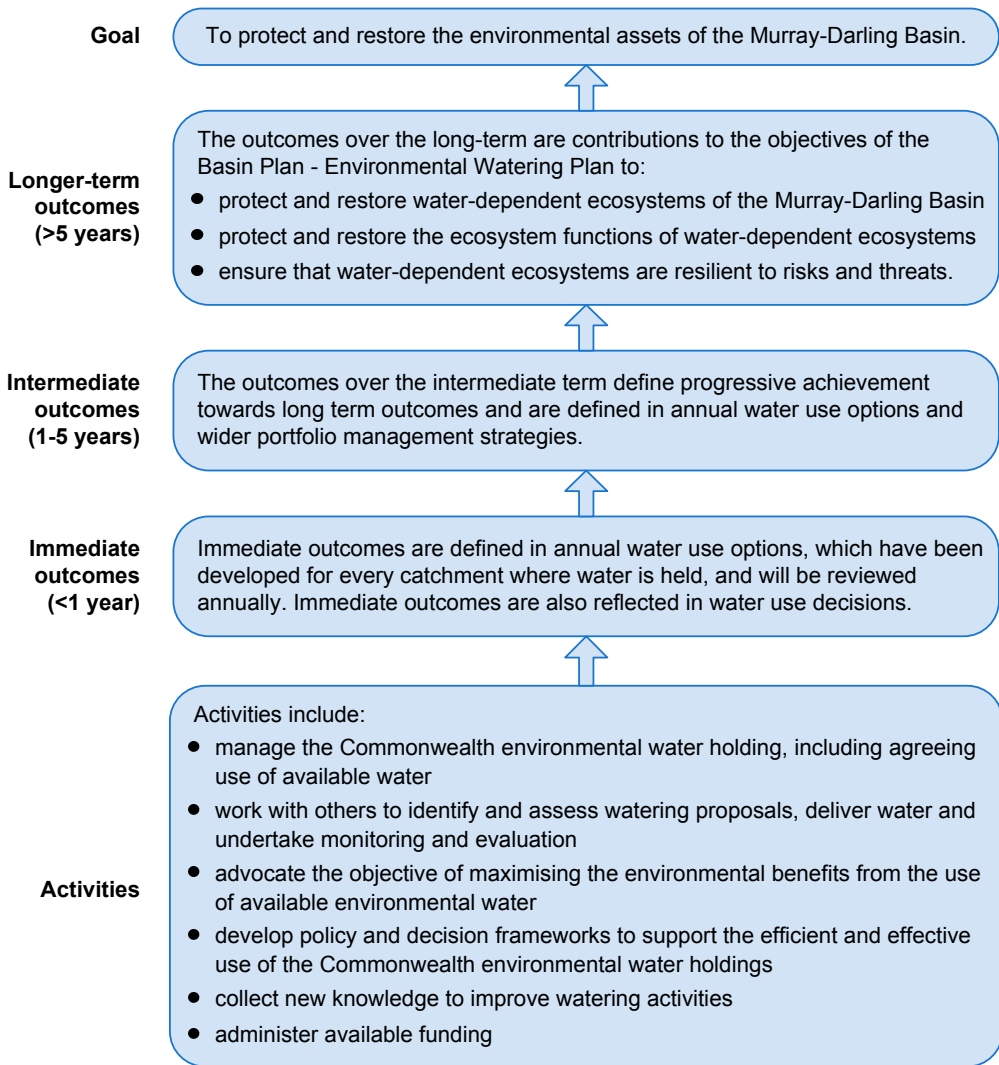 Goal
To protect and restore the environmental assets of the Murray-Darling Basin.
Longer-term
outcomes
(>5 years)
The outcomes over the long-term are contributions to the objectives of the
Basin Plan - Environmental Watering Plan to:
● protect and restore water-dependent ecosystems of the Murray-Darling Basin
● protect and restore the ecosystem functions of water-dependent ecosystems
● ensure that water-dependent ecosystems are resilient to risks and threats.
Intermediate
outcomes
(1-5 years)
The outcomes over the intermediate term define progressive achievement
towards long term outcomes and are defined in annual water use options and
wider portfolio management strategies.
Immediate
outcomes
(<1 year)
Immediate outcomes are defined in annual water use options, which have been
developed for every catchment where water is held, and will be reviewed
annually. Immediate outcomes are also reflected in water use decisions.
Activities
Activities include:
● manage the Commonwealth environmental water holding, including agreeing
use of available water
● work with others to identify and assess watering proposals, deliver water and
undertake monitoring and evaluation
● advocate the objective of maximising the environmental benefits from the use
of available environmental water
● develop policy and decision frameworks to support the efficient and effective
use of the Commonwealth environmental water holdings
● collect new knowledge to improve watering activities
● administer available funding